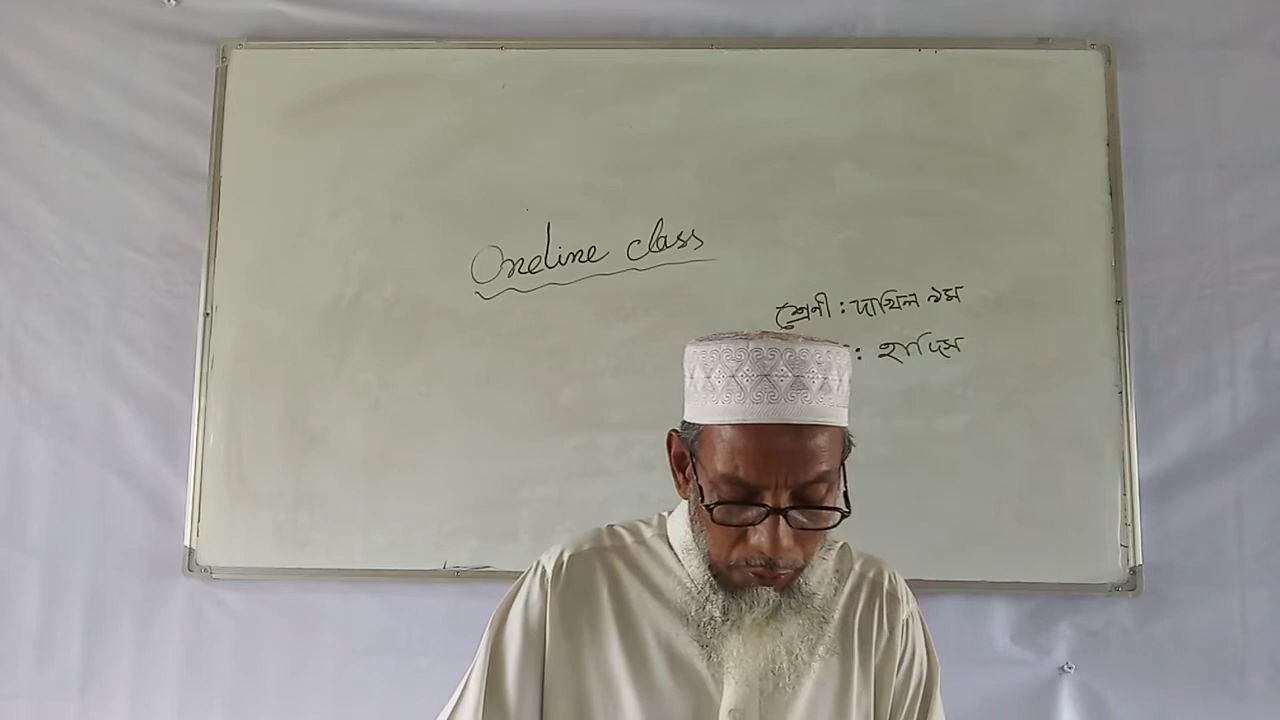 Oneline class
শ্রেণী : দাখিল ৯ম
: হাদিস